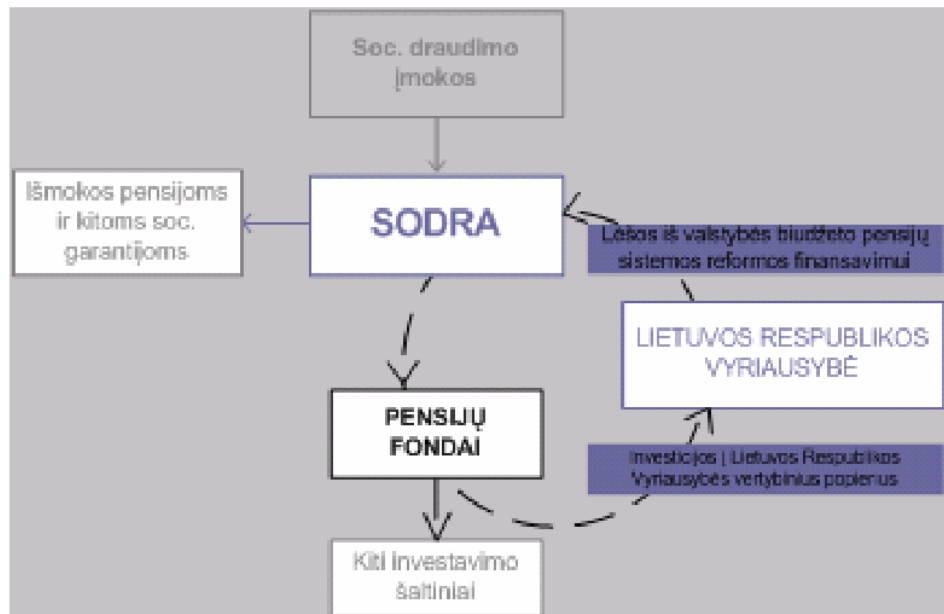 Soc. draudimo
įmokos
Išmokos pensijoms
ir kitoms soc.
garantijoms
SODRA
Lėšos iš valstybės biudžeto pensijų
sistemos reformos finansavimui
LIETUVOS RESPUBLIKOS
VYRIAUSYBĖ
PENSIJŲ
FONDAI
Investicijos į Lietuvos Respublikos
Vyriausybės vertybinius popierius
Kiti investavimo
šaltiniai